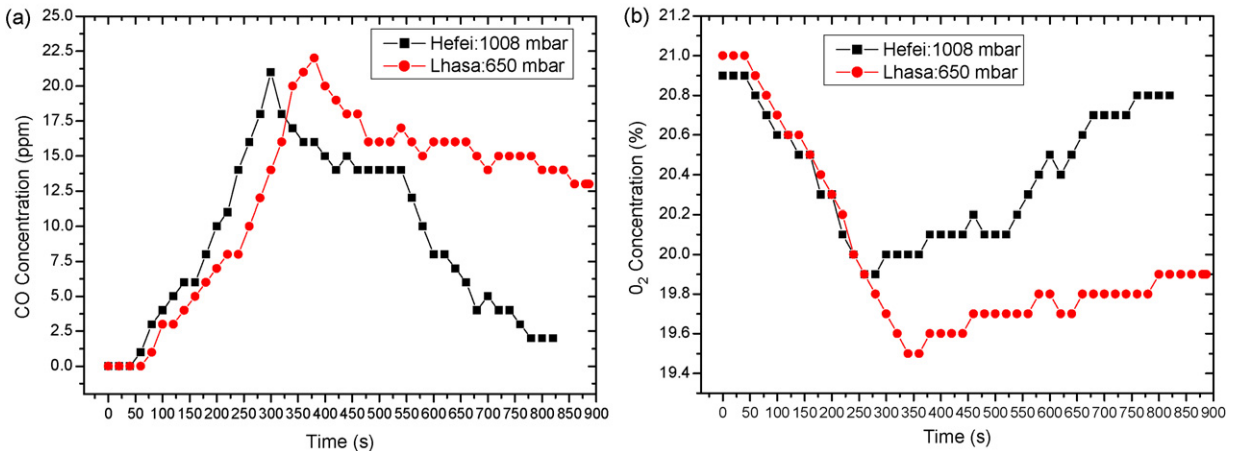 (a)
Hefei:1008 mbar
Lhasa:650 mbar
CO Concentration (ppm)
25.0
22.5
20.0
17.5
15.0
12.5
10.0
7.5
5.0
2.5
0.0
0 50 100 150 200 250 300 350 400 450 500 550 600 650 700 750 800 850 900
Time (s)
(b)
Hefei:1008 mbar
Lhasa:650 mbar
0₂ Concentration (%)
21.2
21.0
20.8
20.6
20.4
20.2
20.0
19.8
19.6
19.4
0 50 100 150 200 250 300 350 400 450 500 550 600 650 700 750 800 850 900
Time (s)